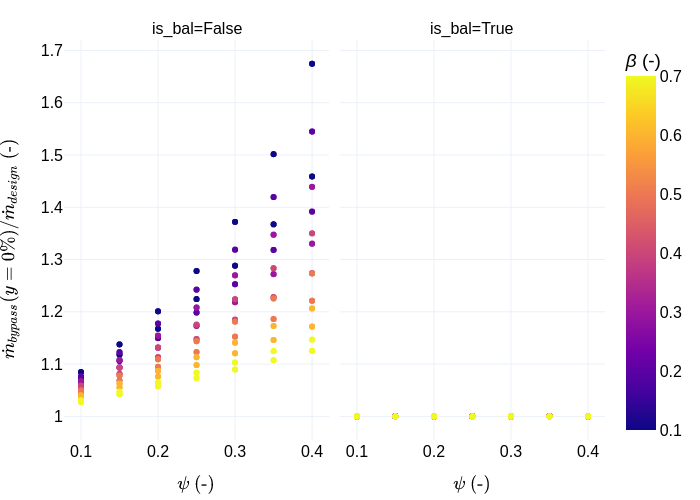 is_bal=False
is_bal=True
β (-)
ṁbypass(y = 0%)/ṁdesign (-)
1.7
1.6
1.5
1.4
1.3
1.2
1.1
1
0.1 0.2 0.3 0.4
0.1 0.2 0.3 0.4
ψ (-)
ψ (-)
0.7
0.6
0.5
0.4
0.3
0.2
0.1